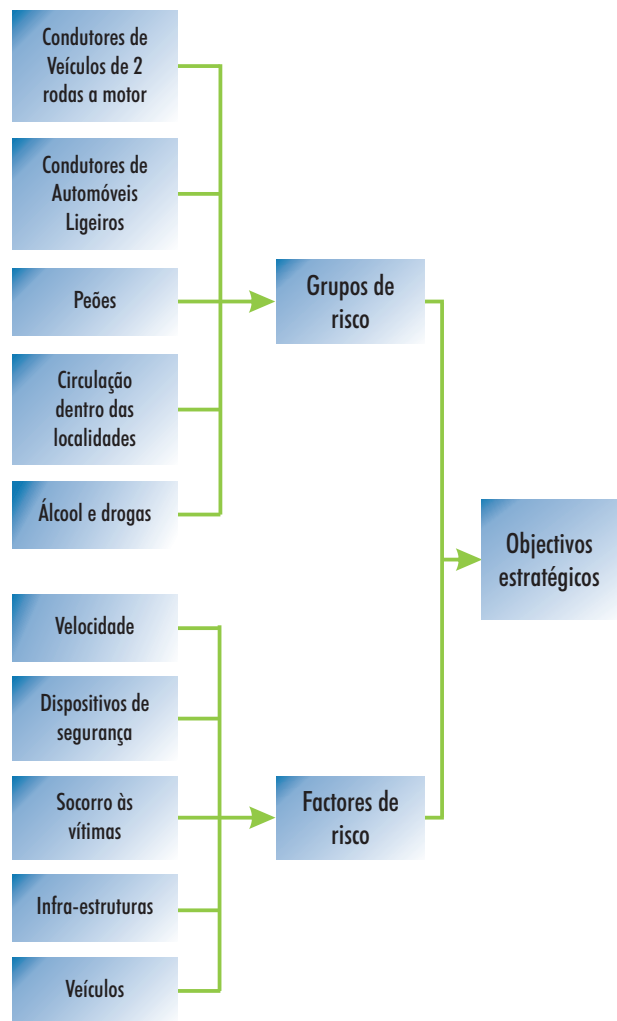 Condutores de
Veículos de 2
rodas a motor
Condutores de
Automóveis
Ligeiros
Peões
Circulação
dentro das
localidades
Álcool e drogas
Grupos de
risco
Velocidade
Dispositivos de
segurança
Socorro às
vítimas
Infra-estruturas
Veículos
Factores de
risco
Objectivos
estratégicos